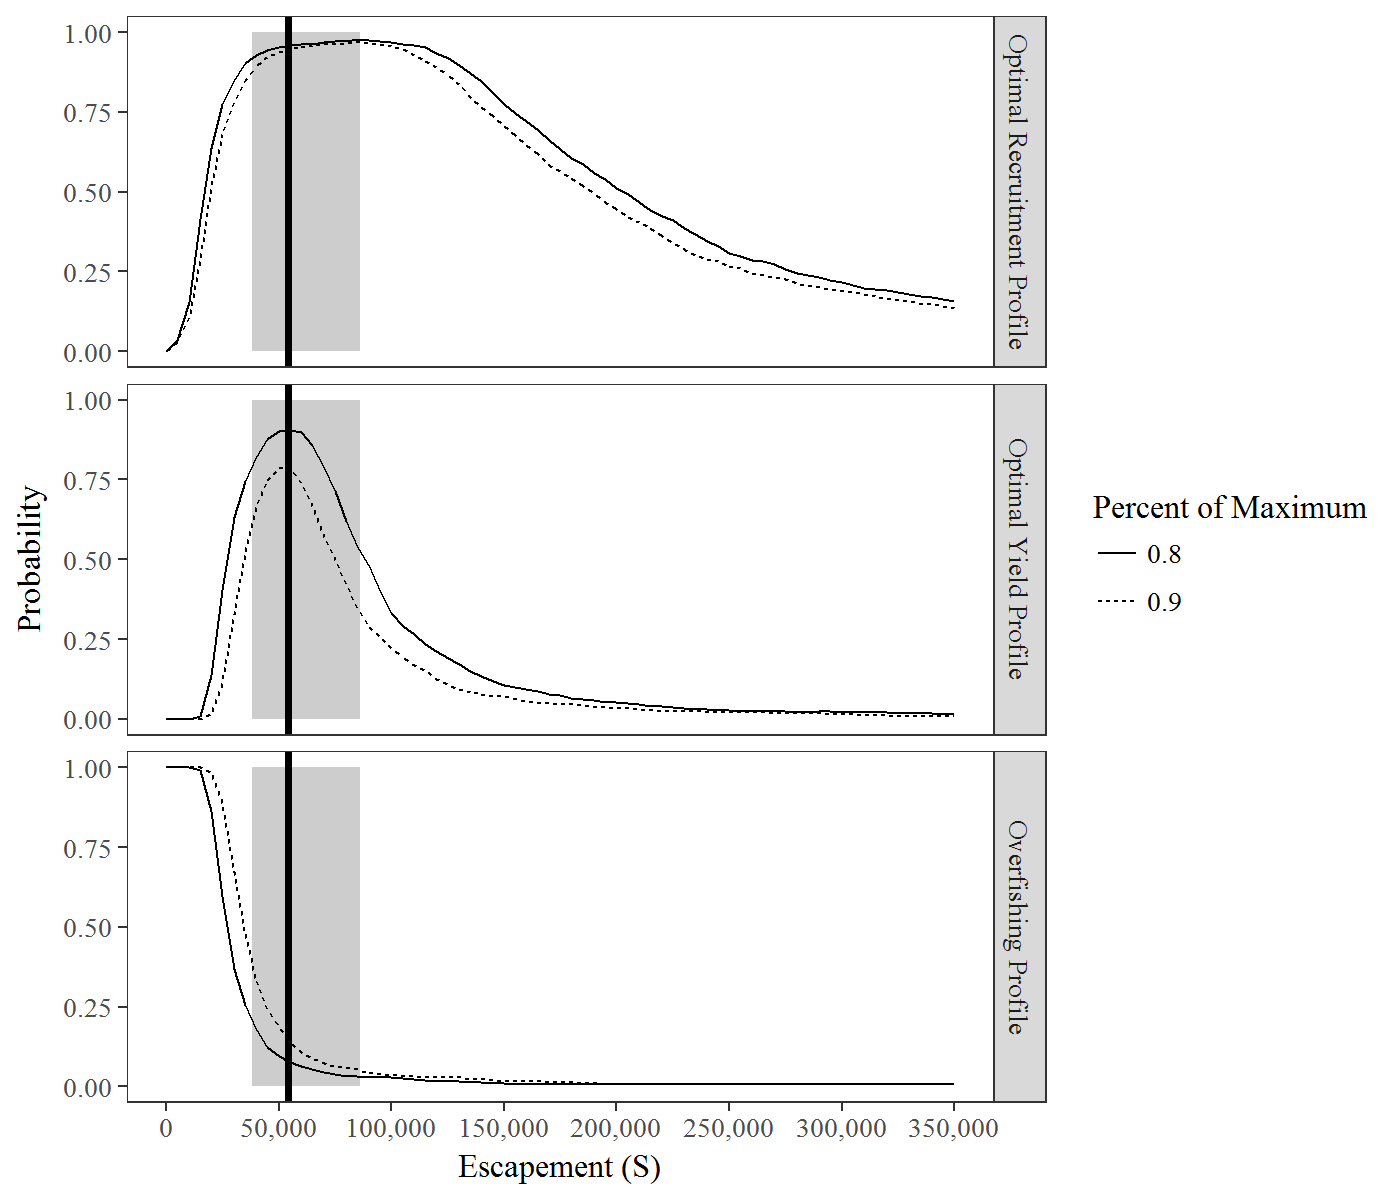 1.00
0.75
0.50
0.25
0.00
Optimal Recruitment Profile
1.00
0.75
0.50
0.25
0.00
Optimal Yield Profile
1.00
0.75
0.50
0.25
0.00
Overfishing Profile
Probability
0 50,000 100,000 150,000 200,000 250,000 300,000 350,000
Escapement (S)
Percent of Maximum
0.8
0.9